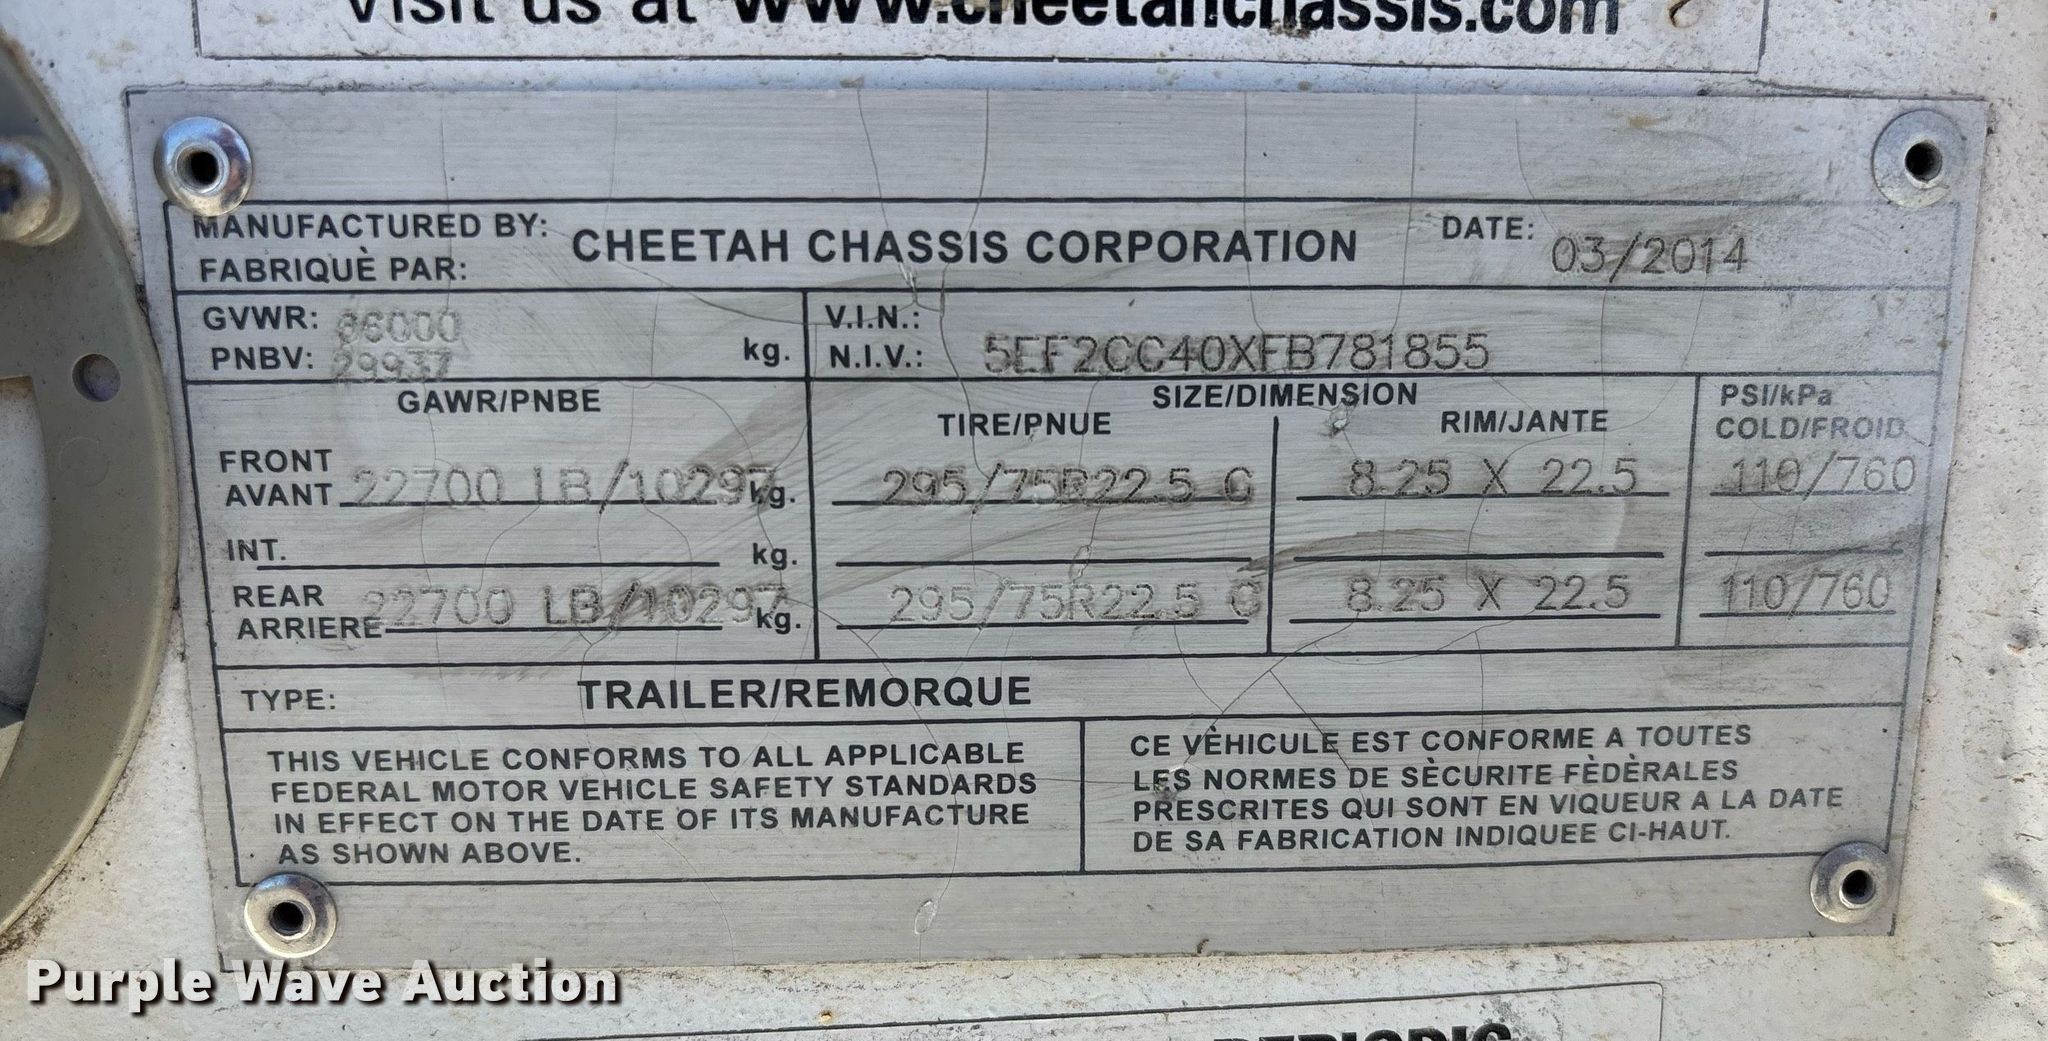 Visit us at www.cheetahchassis.com
MANUFACTURED BY: CHEETAH CHASSIS CORPORATION DATE: 03/2014
FABRIQUÈ PAR:
GVWR: 66000 V.I.N.:
PNBV: 29937 kg. N.I.V.: 5EF2CC40XFB781855
GAWR/PNBE SIZE/DIMENSION PSI/kPa
TIRE/PNUE RIM/JANTE COLD/FROID
FRONT
AVANT 22700 LB/10297 kg. 295/75R22.5 G 8.25 X 22.5 110/760
INT. kg.
REAR
ARRIERE 22700 LB/10297 kg. 295/75R22.5 G 8.25 X 22.5 110/760
TYPE: TRAILER/REMORQUE
THIS VEHICLE CONFORMS TO ALL APPLICABLE
FEDERAL MOTOR VEHICLE SAFETY STANDARDS
IN EFFECT ON THE DATE OF ITS MANUFACTURE
AS SHOWN ABOVE.
CE VÈHICULE EST CONFORME A TOUTES
LES NORMES DE SÈCURITE FÈDÈRALES
PRESCRITES QUI SONT EN VIQUEUR A LA DATE
DE SA FABRICATION INDIQUEE CI-HAUT.
Purple Wave Auction
PERIODIC